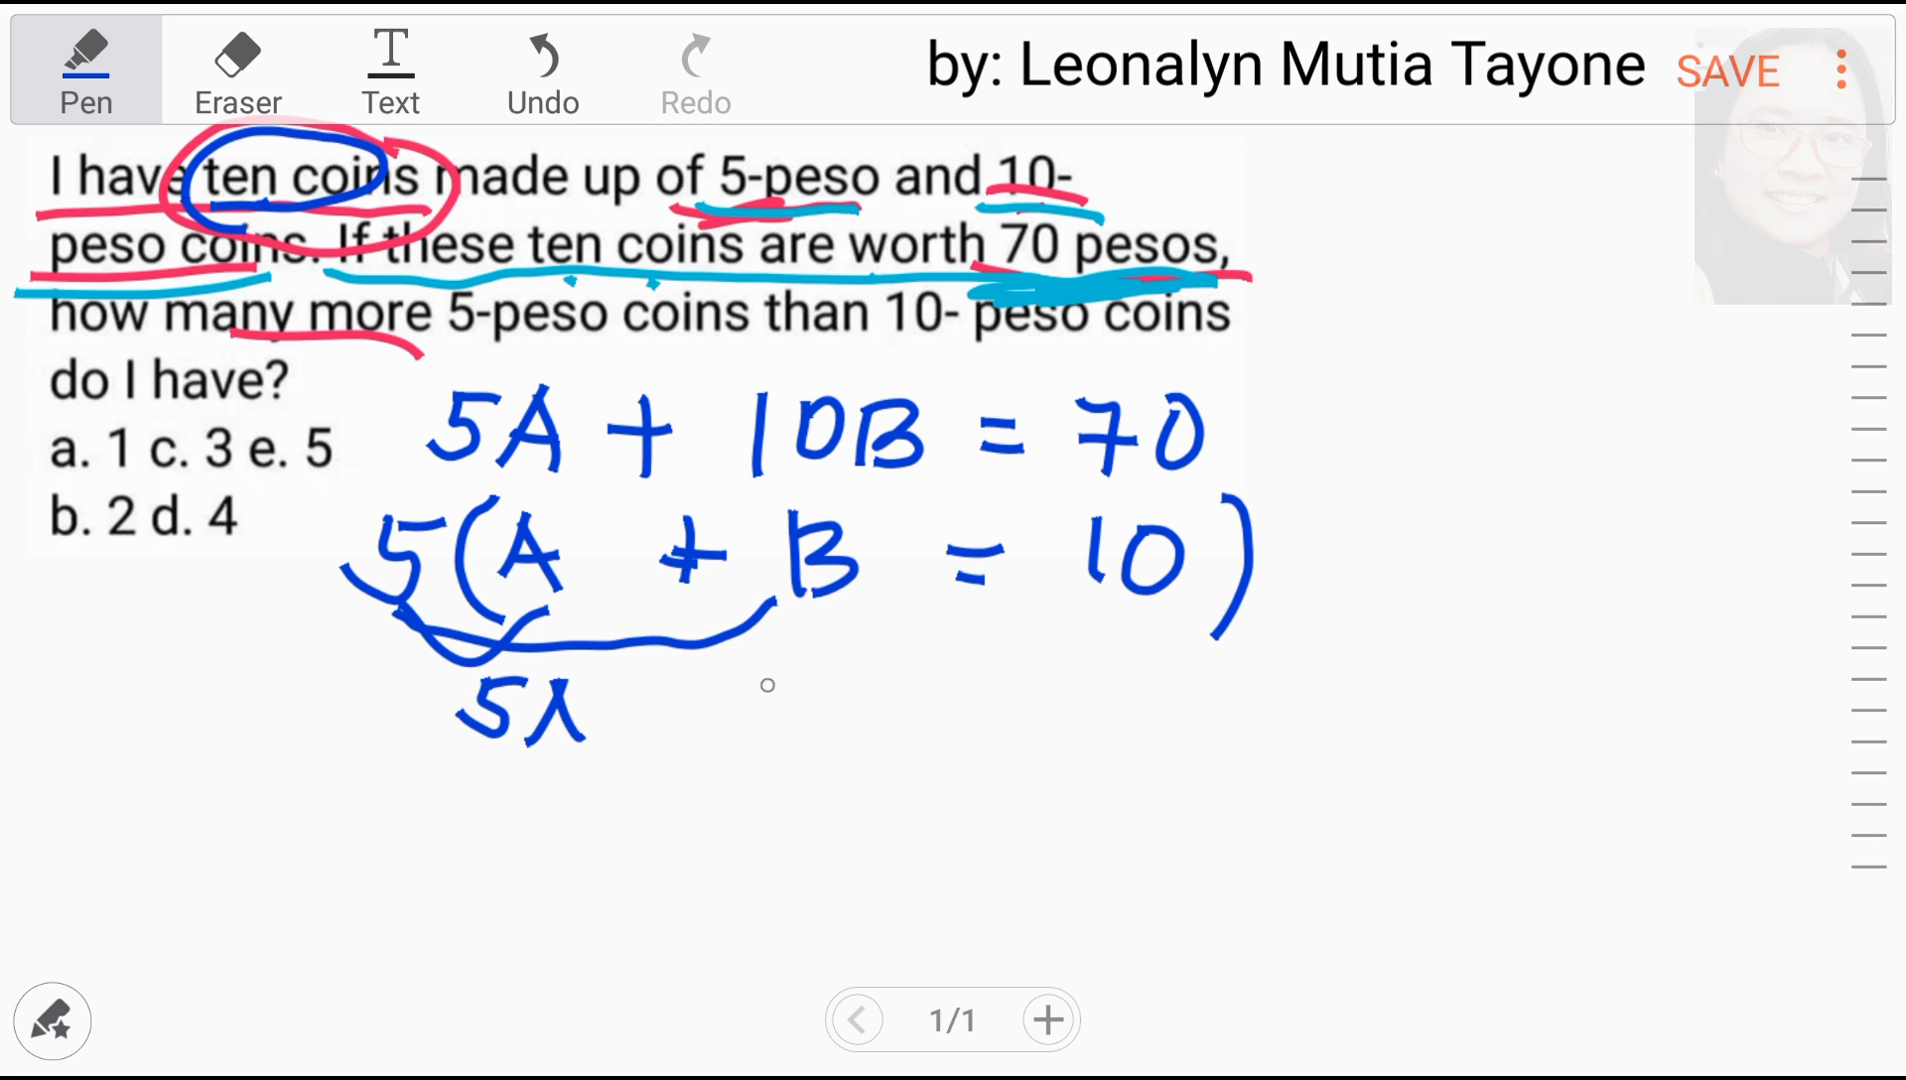 Pen Eraser Text Undo Redo by: Leonalyn Mutia Tayone SAVE
I have ten coins made up of 5-peso and 10-
peso coins. If these ten coins are worth 70 pesos,
how many more 5-peso coins than 10- peso coins
do I have?
a. 1 c. 3 e. 5
b. 2 d. 4
5A + 10B = 70
5(A + B = 10)
5A
1/1